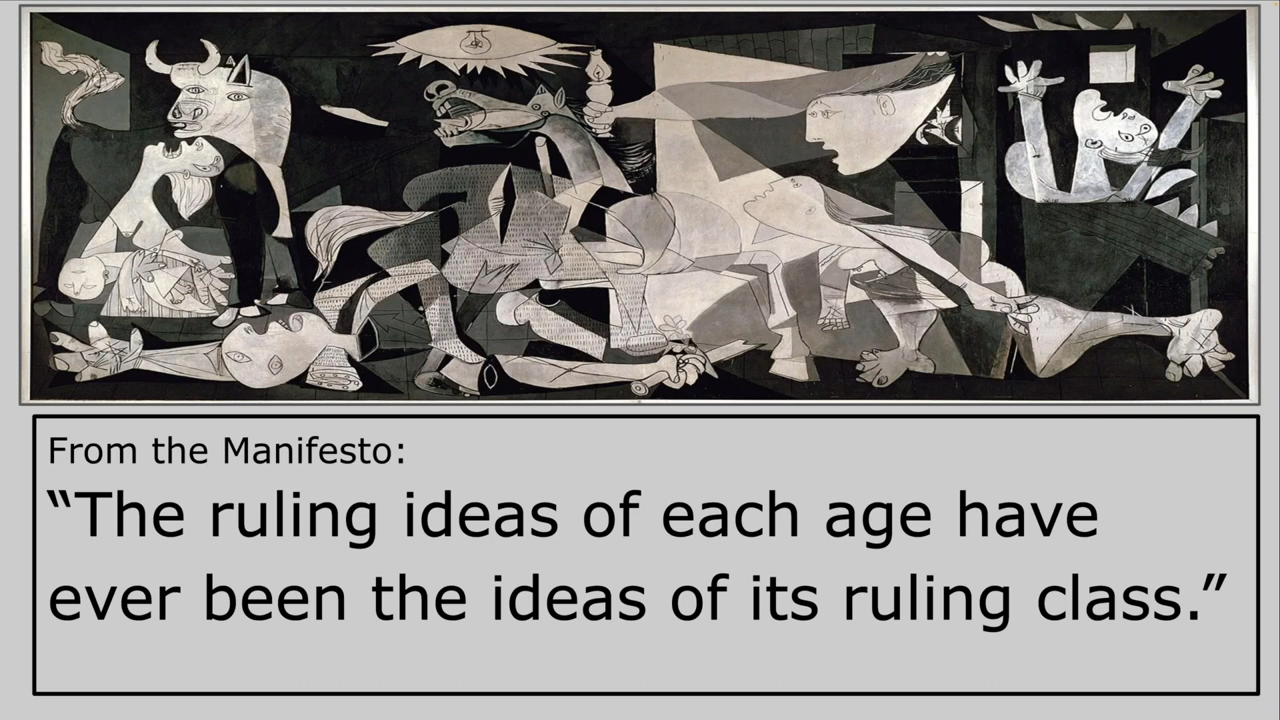 From the Manifesto:
“The ruling ideas of each age have
ever been the ideas of its ruling class.”